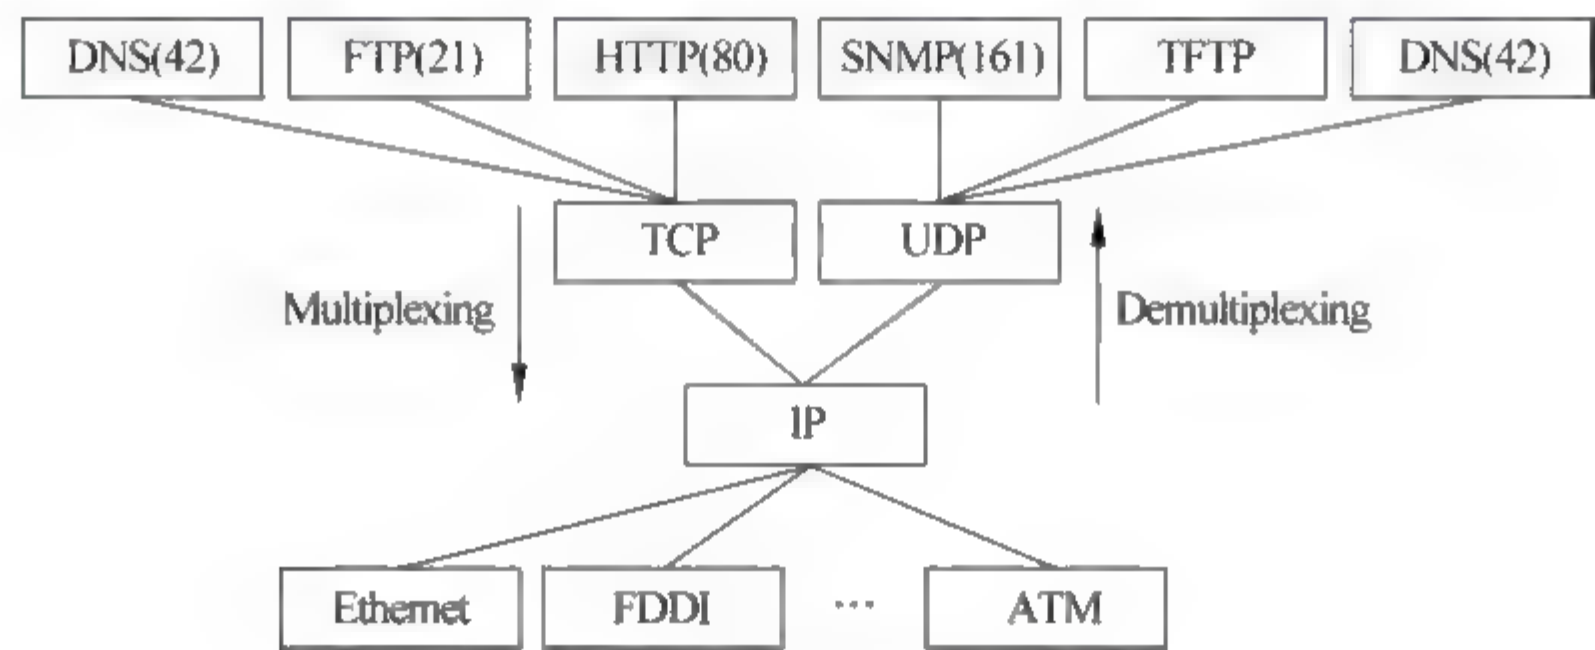 DNS(42) FTP(21) HTTP(80) SNMP(161) TFTP DNS(42)
TCP UDP
Multiplexing Demultiplexing
IP
Ethernet FDDI ... ATM